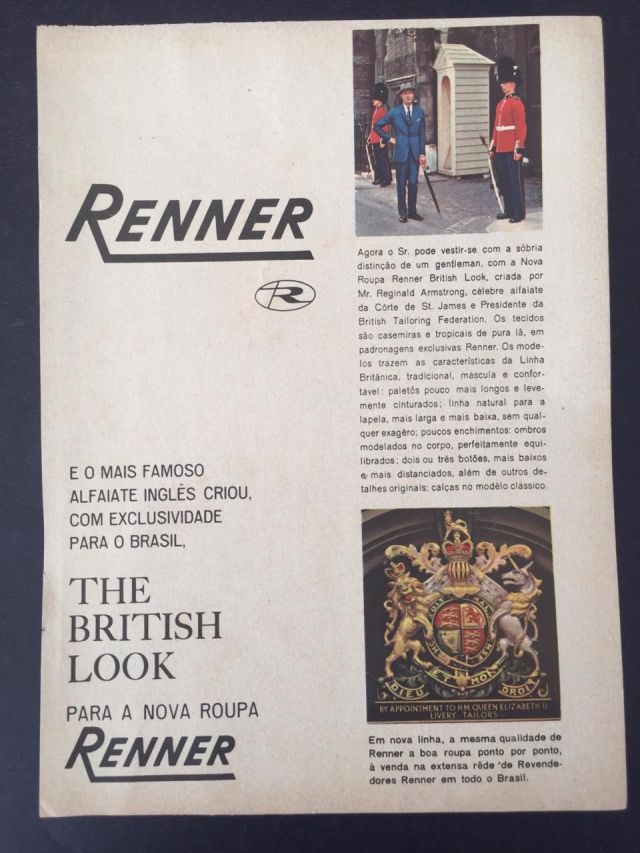 RENNER
R
E O MAIS FAMOSO
ALFAIATE INGLÊS CRIOU,
COM EXCLUSIVIDADE
PARA O BRASIL,
THE
BRITISH
LOOK
PARA A NOVA ROUPA
RENNER
Agora o Sr. pode vestir-se com a sóbria
distinção de um gentleman, com a Nova
Roupa Renner British Look, criada por
Mr. Reginald Armstrong, célebre alfaiate
da Côrte de St. James e Presidente da
British Tailoring Federation. Os tecidos
são casemiras e tropicais de pura lã, em
padronagens exclusivas Renner. Os mode-
los trazem as características da Linha
Britânica, tradicional, máscula e confor-
tável: paletós pouco mais longos e leve-
mente cinturados; linha natural para a
lapela, mais larga e mais baixa, sem qual-
quer exagêro; poucos enchimentos: ombros
modelados no corpo, perfeitamente equi-
librados; dois ou três botões, mais baixos
e mais distanciados, além de outros de-
talhes originais: calças no modêlo clássico.
DIEU ET MON DROIT
BY APPOINTMENT TO H.M. QUEEN ELIZABETH II
LIVERY TAILORS
Em nova linha, a mesma qualidade de
Renner a boa roupa ponto por ponto,
à venda na extensa rêde de Revende-
dores Renner em todo o Brasil.